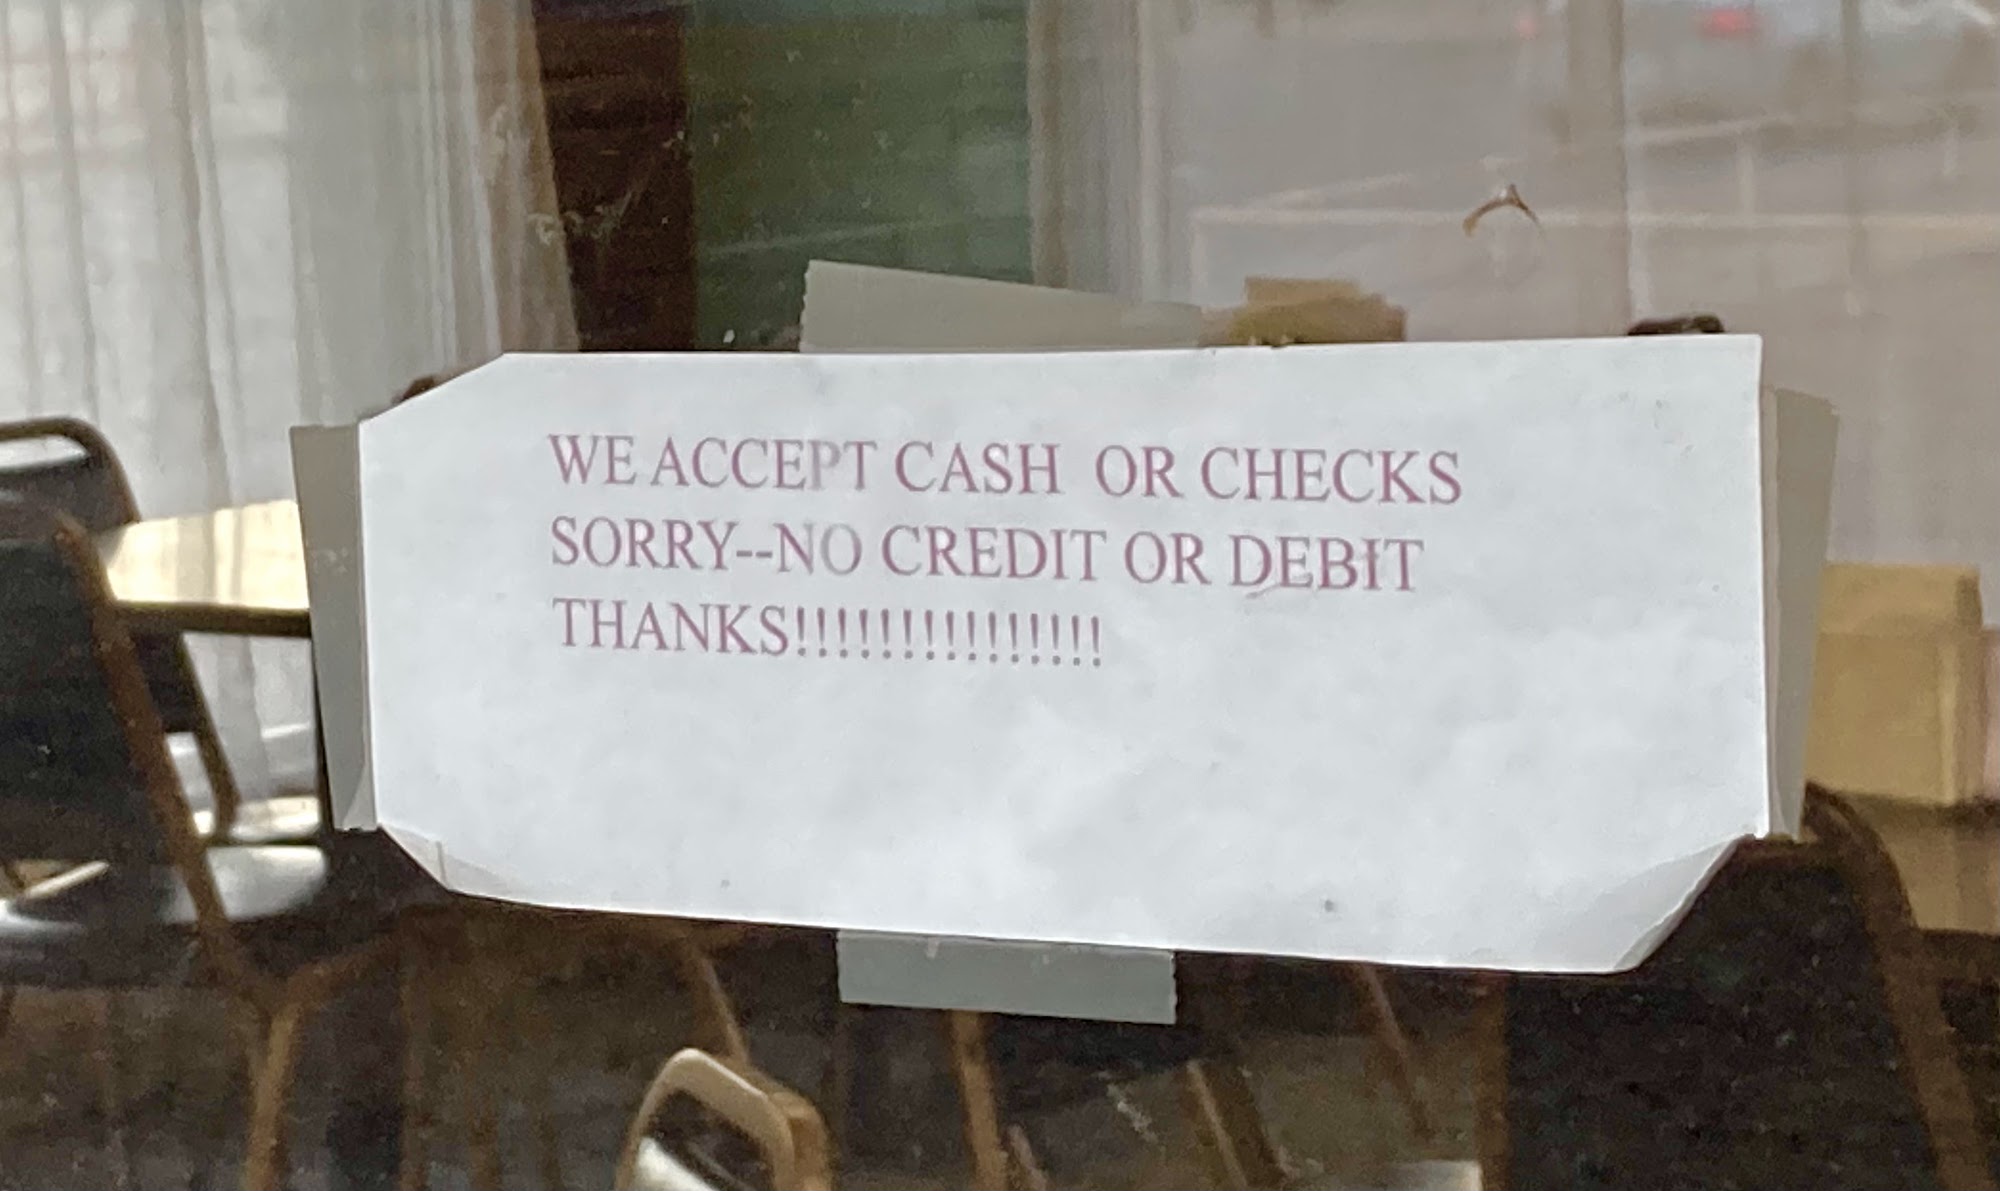 WE ACCEPT CASH OR CHECKS
SORRY--NO CREDIT OR DEBIT
THANKS!!!!!!!!!!!!!!!